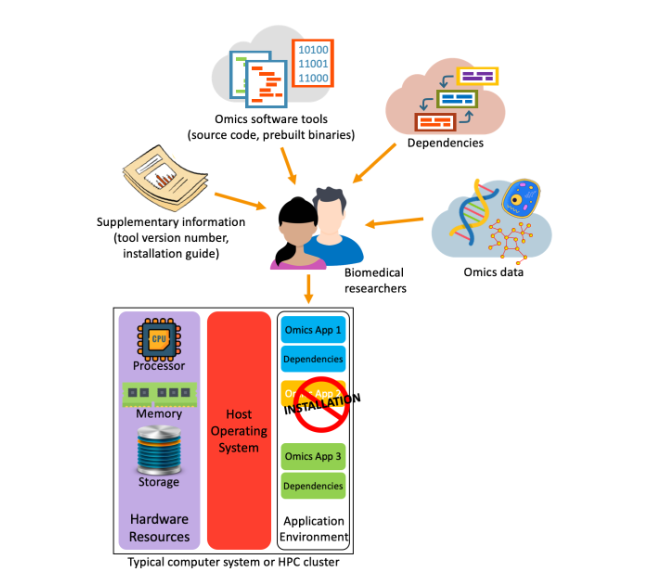 10100
11001
11000
Omics software tools
(source code, prebuilt binaries)
Dependencies
Supplementary information
(tool version number,
installation guide)
Omics data
Biomedical
researchers
CPU
Processor
Memory
Storage
Hardware
Resources
Host
Operating
System
Omics App 1
Dependencies
Omics App 2
INSTALLATION
Omics App 3
Dependencies
Application
Environment
Typical computer system or HPC cluster